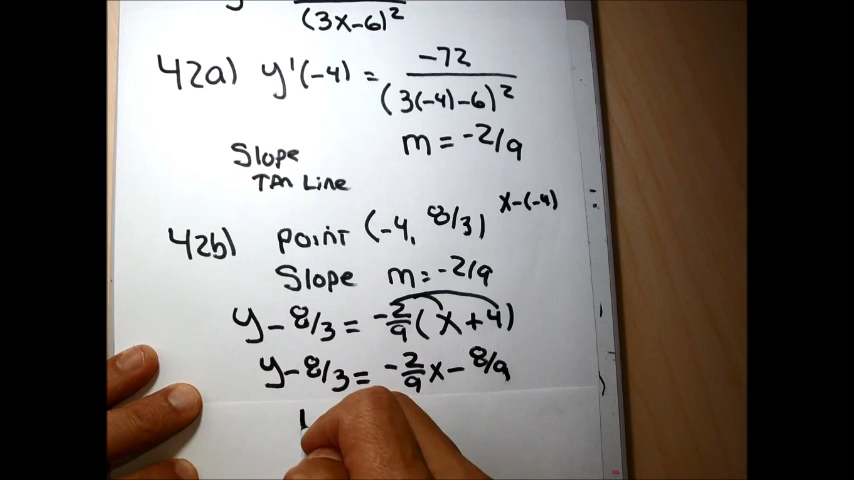 (3x-6)²
42a) y'(-4) = -72 / (3(-4)-6)²
m = -2/9
Slope
TAN Line
x-(-4)
42b) POINT (-4, 8/3)
Slope m = -2/9
y - 8/3 = -2/9 (x+4)
y - 8/3 = -2/9 x - 8/9